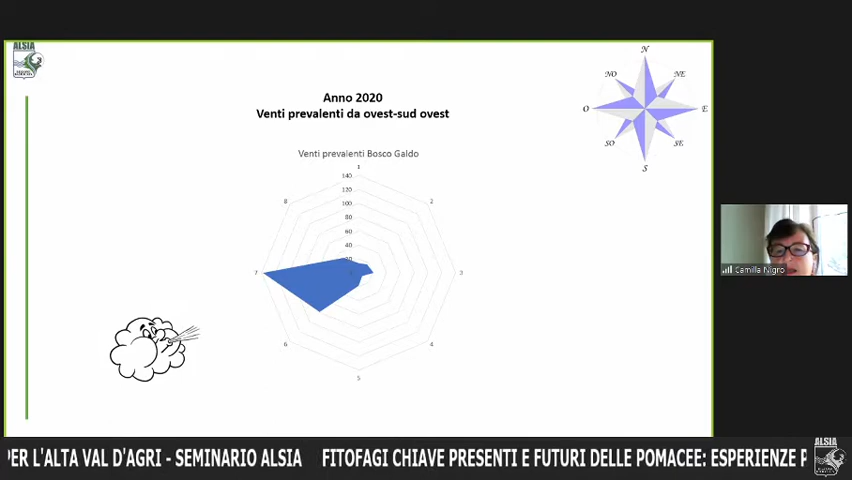 ALSIA
Anno 2020
Venti prevalenti da ovest-sud ovest
Venti prevalenti Bosco Galdo
1
140
120
100
80
60
40
20
2
3
4
5
6
7
8
N
NO
NE
O
E
SO
SE
S
Camilla Nigro
PER L'ALTA VAL D'AGRI - SEMINARIO ALSIA FITOFAGI CHIAVE PRESENTI E FUTURI DELLE POMACEE: ESPERIENZE P
ALSIA